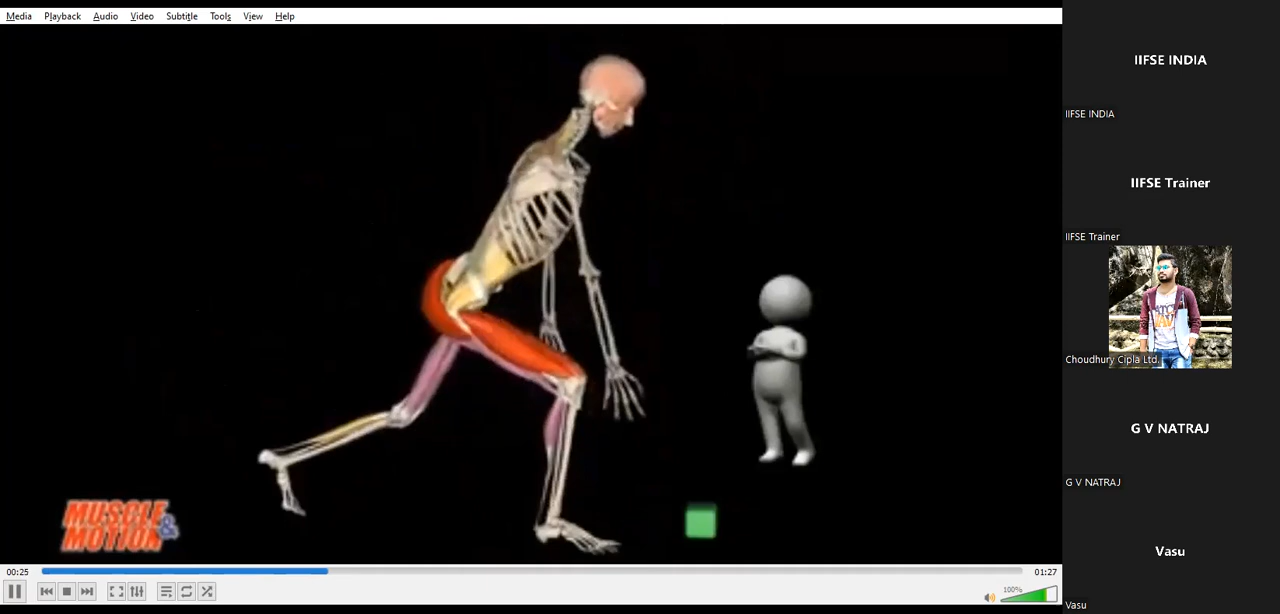 Media Playback Audio Video Subtitle Tools View Help
MUSCLE &
MOTION
00:25
01:27
100%
IIFSE INDIA
IIFSE INDIA
IIFSE Trainer
IIFSE Trainer
Choudhury Cipla Ltd.
G V NATRAJ
G V NATRAJ
Vasu
Vasu